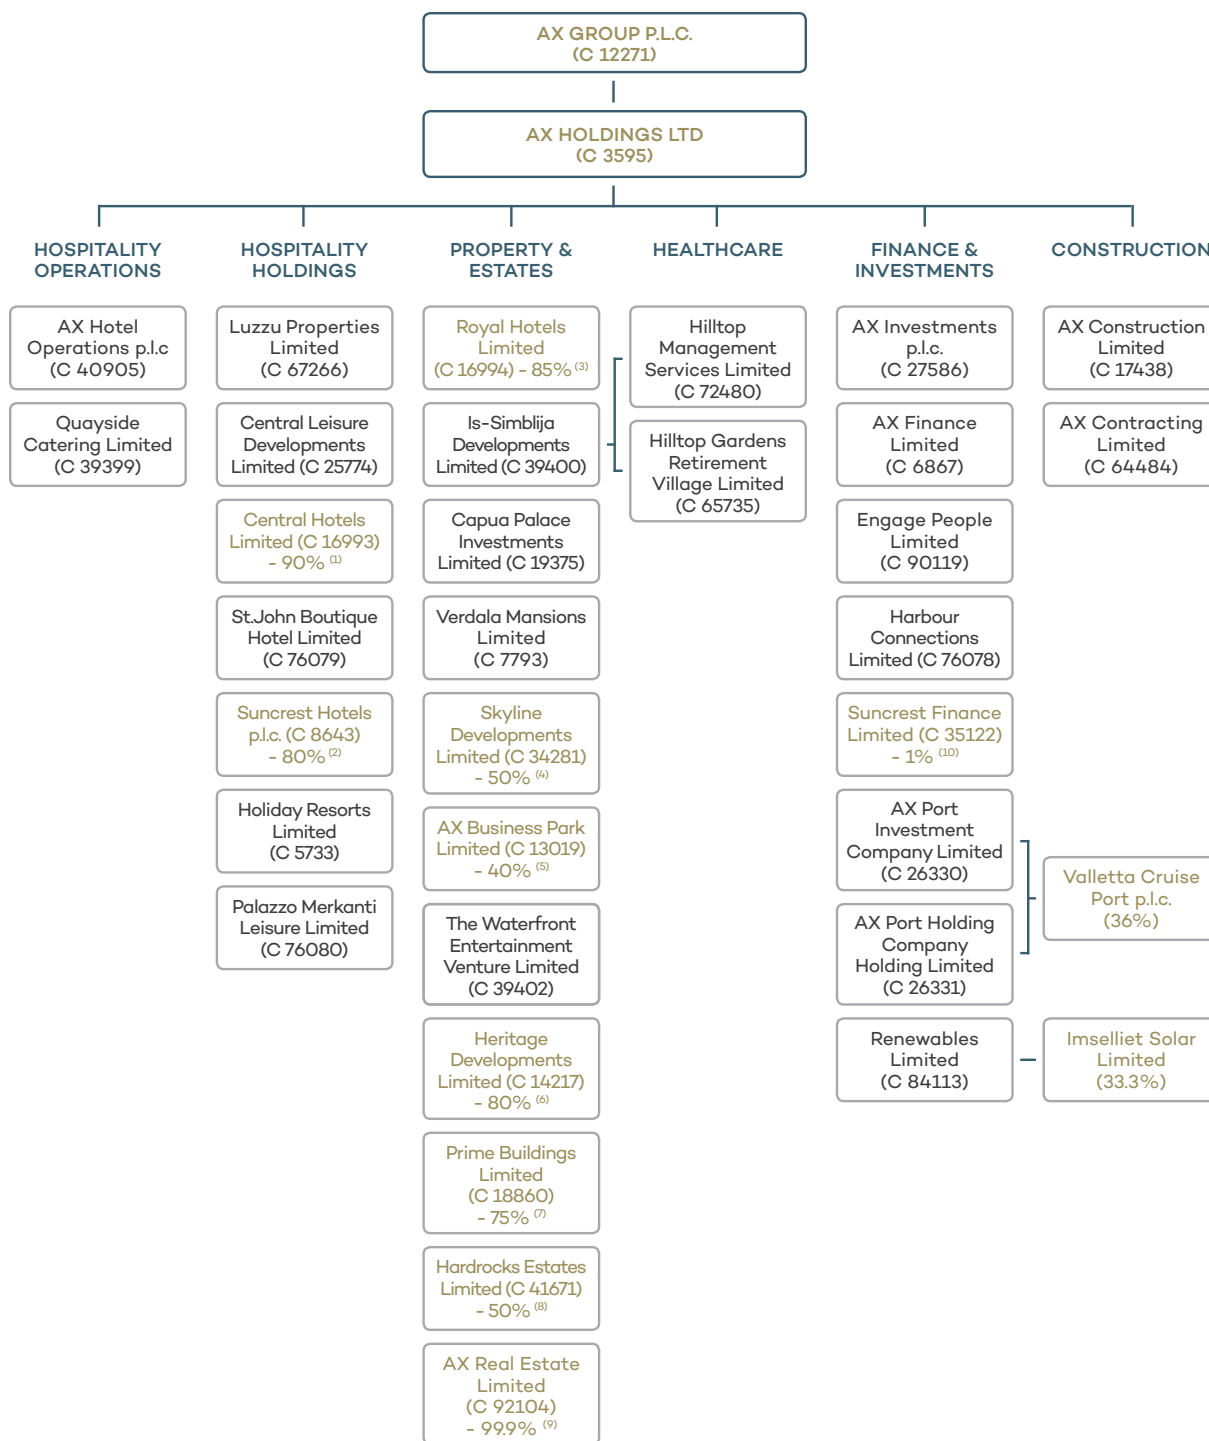 AX GROUP P.L.C.
(C 12271)
AX HOLDINGS LTD
(C 3595)
HOSPITALITY
OPERATIONS
HOSPITALITY
HOLDINGS
PROPERTY &
ESTATES
HEALTHCARE
FINANCE &
INVESTMENTS
CONSTRUCTION
AX Hotel
Operations p.l.c
(C 40905)
Quayside
Catering Limited
(C 39399)
Luzzu Properties
Limited
(C 67266)
Central Leisure
Developments
Limited (C 25774)
Central Hotels
Limited (C 16993)
- 90% (1)
St.John Boutique
Hotel Limited
(C 76079)
Suncrest Hotels
p.l.c. (C 8643)
- 80% (2)
Holiday Resorts
Limited
(C 5733)
Palazzo Merkanti
Leisure Limited
(C 76080)
Royal Hotels
Limited
(C 16994) - 85% (3)
Is-Simblija
Developments
Limited (C 39400)
Capua Palace
Investments
Limited (C 19375)
Verdala Mansions
Limited
(C 7793)
Skyline
Developments
Limited (C 34281)
- 50% (4)
AX Business Park
Limited (C 13019)
- 40% (5)
The Waterfront
Entertainment
Venture Limited
(C 39402)
Heritage
Developments
Limited (C 14217)
- 80% (6)
Prime Buildings
Limited
(C 18860)
- 75% (7)
Hardrocks Estates
Limited (C 41671)
- 50% (8)
AX Real Estate
Limited
(C 92104)
- 99.9% (9)
Hilltop
Management
Services Limited
(C 72480)
Hilltop Gardens
Retirement
Village Limited
(C 65735)
AX Investments
p.l.c.
(C 27586)
AX Finance
Limited
(C 6867)
Engage People
Limited
(C 90119)
Harbour
Connections
Limited (C 76078)
Suncrest Finance
Limited (C 35122)
- 1% (10)
AX Port
Investment
Company Limited
(C 26330)
AX Port Holding
Company
Holding Limited
(C 26331)
Renewables
Limited
(C 84113)
AX Construction
Limited
(C 17438)
AX Contracting
Limited
(C 64484)
Valletta Cruise
Port p.l.c.
(36%)
Imselliet Solar
Limited
(33.3%)